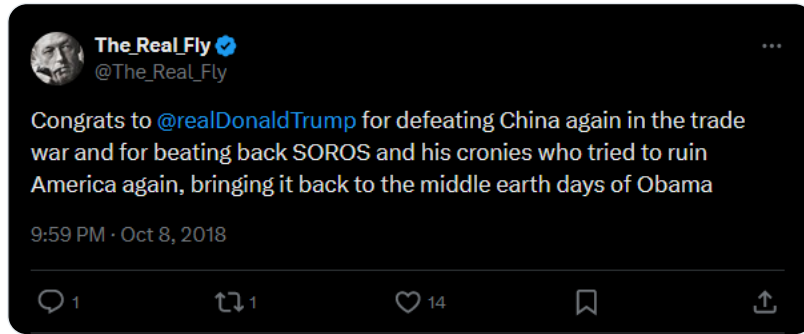 The_Real_Fly
@The_Real_Fly
Congrats to @realDonaldTrump for defeating China again in the trade
war and for beating back SOROS and his cronies who tried to ruin
America again, bringing it back to the middle earth days of Obama
9:59 PM · Oct 8, 2018
1 1 14